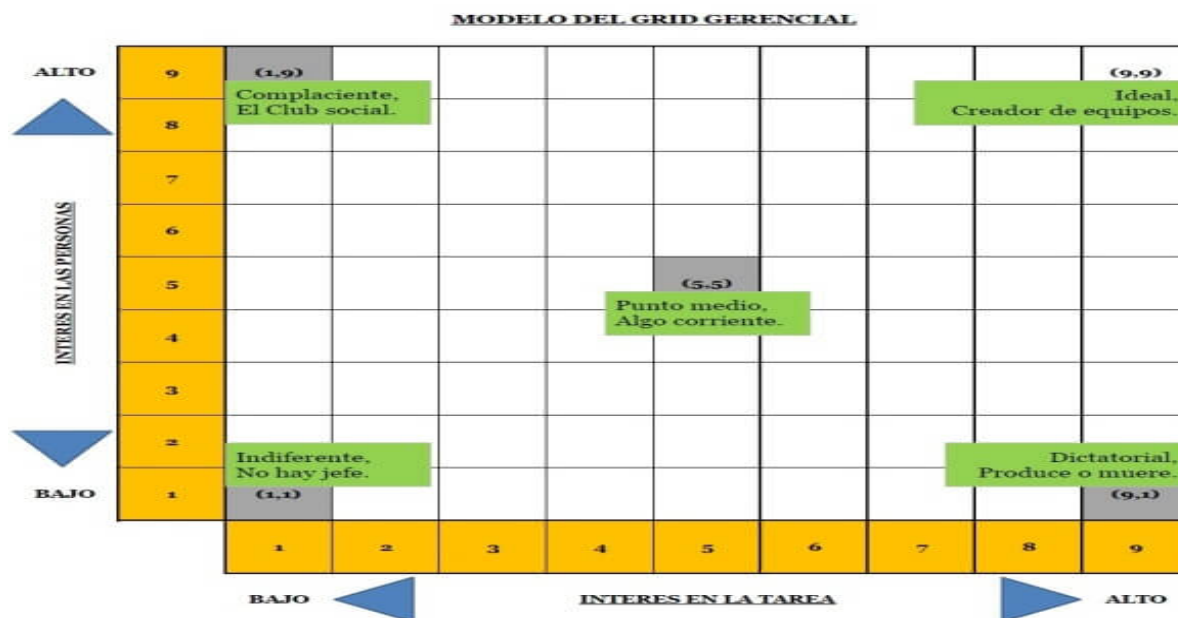 MODELO DEL GRID GERENCIAL
ALTO
9
(1,9)
(9,9)
Complaciente,
El Club social.
Ideal,
Creador de equipos.
8
7
6
INTERES EN LAS PERSONAS
5
(5,5)
Punto medio,
Algo corriente.
4
3
2
Indiferente,
No hay jefe.
Dictatorial,
Produce o muere.
BAJO
1
(1,1)
(9,1)
1 2 3 4 5 6 7 8 9
BAJO
INTERES EN LA TAREA
ALTO